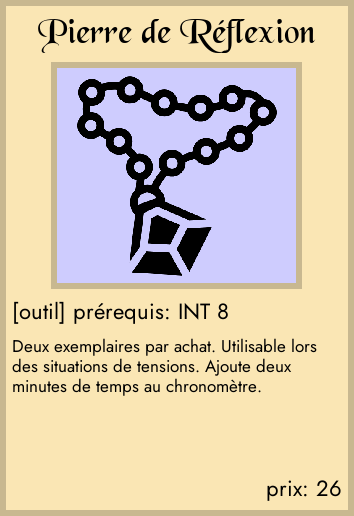 Pierre de Réflexion
[outil] prérequis: INT 8
Deux exemplaires par achat. Utilisable lors
des situations de tensions. Ajoute deux
minutes de temps au chronomètre.
prix: 26